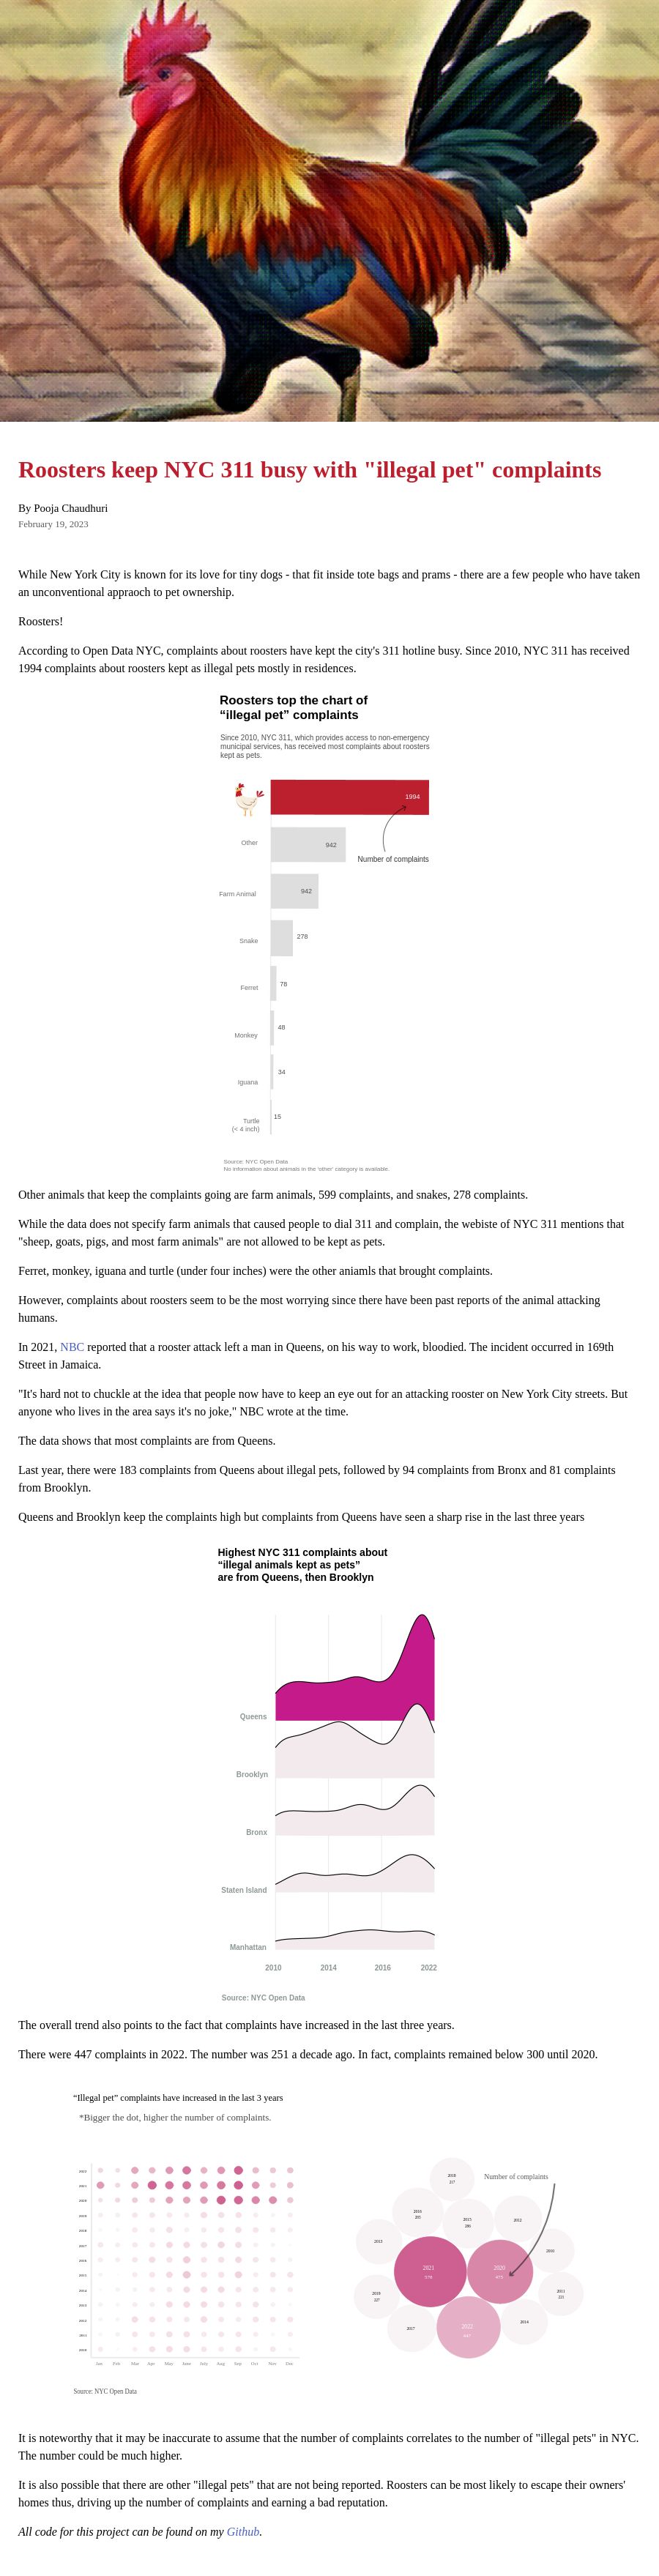 Roosters keep NYC 311 busy with "illegal pet" complaints
By Pooja Chaudhuri
February 19, 2023
While New York City is known for its love for tiny dogs - that fit inside tote bags and prams - there are a few people who have taken
an unconventional appraoch to pet ownership.
Roosters!
According to Open Data NYC, complaints about roosters have kept the city's 311 hotline busy. Since 2010, NYC 311 has received
1994 complaints about roosters kept as illegal pets mostly in residences.
Roosters top the chart of
“illegal pet” complaints
Since 2010, NYC 311, which provides access to non-emergency
municipal services, has received most complaints about roosters
kept as pets.
1994
Other
942
Number of complaints
Farm Animal
942
Snake
278
Ferret
78
Monkey
48
Iguana
34
Turtle
(< 4 inch)
15
Source: NYC Open Data
No information about animals in the 'other' category is available.
Other animals that keep the complaints going are farm animals, 599 complaints, and snakes, 278 complaints.
While the data does not specify farm animals that caused people to dial 311 and complain, the webiste of NYC 311 mentions that
"sheep, goats, pigs, and most farm animals" are not allowed to be kept as pets.
Ferret, monkey, iguana and turtle (under four inches) were the other aniamls that brought complaints.
However, complaints about roosters seem to be the most worrying since there have been past reports of the animal attacking
humans.
In 2021, NBC reported that a rooster attack left a man in Queens, on his way to work, bloodied. The incident occurred in 169th
Street in Jamaica.
"It's hard not to chuckle at the idea that people now have to keep an eye out for an attacking rooster on New York City streets. But
anyone who lives in the area says it's no joke," NBC wrote at the time.
The data shows that most complaints are from Queens.
Last year, there were 183 complaints from Queens about illegal pets, followed by 94 complaints from Bronx and 81 complaints
from Brooklyn.
Queens and Brooklyn keep the complaints high but complaints from Queens have seen a sharp rise in the last three years
Highest NYC 311 complaints about
“illegal animals kept as pets”
are from Queens, then Brooklyn
Queens
Brooklyn
Bronx
Staten Island
Manhattan
2010 2014 2016 2022
Source: NYC Open Data
The overall trend also points to the fact that complaints have increased in the last three years.
There were 447 complaints in 2022. The number was 251 a decade ago. In fact, complaints remained below 300 until 2020.
“Illegal pet” complaints have increased in the last 3 years
*Bigger the dot, higher the number of complaints.
Number of complaints
2021
578
2020
475
2022
Jan Feb Mar Apr May June July Aug Sep Oct Nov Dec
Source: NYC Open Data
It is noteworthy that it may be inaccurate to assume that the number of complaints correlates to the number of "illegal pets" in NYC.
The number could be much higher.
It is also possible that there are other "illegal pets" that are not being reported. Roosters can be most likely to escape their owners'
homes thus, driving up the number of complaints and earning a bad reputation.
All code for this project can be found on my Github.